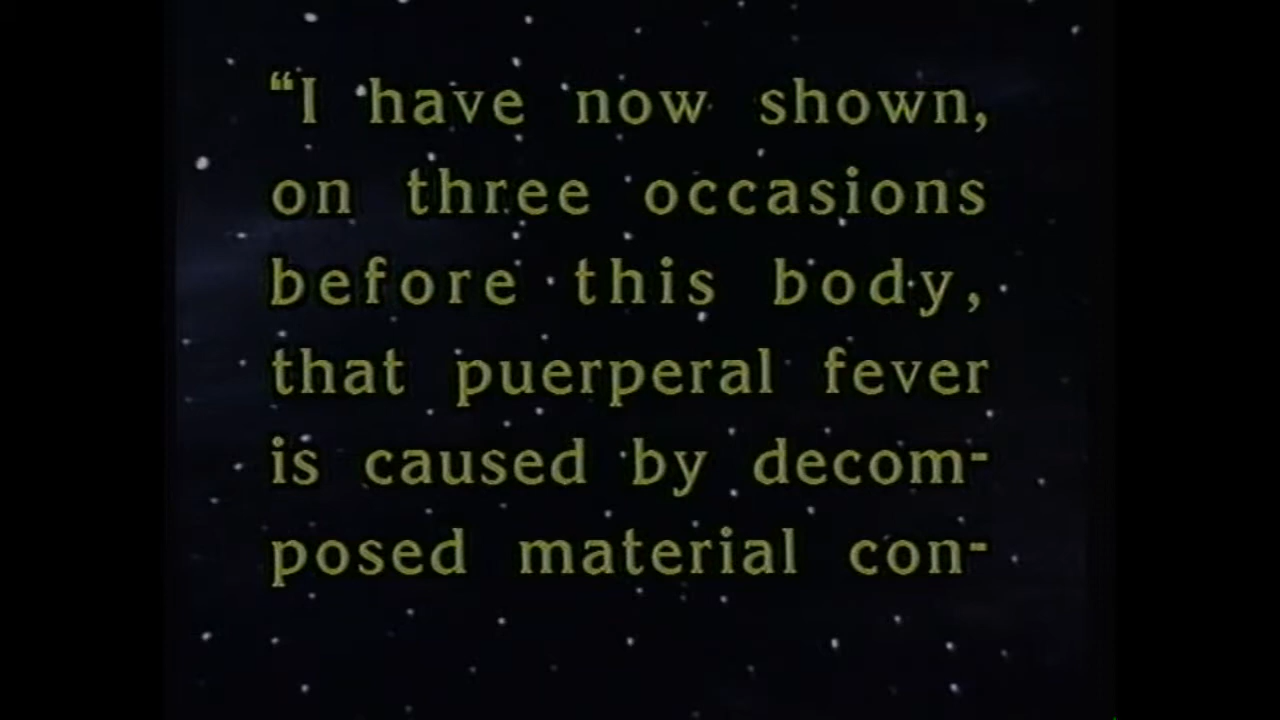 “I have now shown,
on three occasions
before this body,
that puerperal fever
is caused by decom-
posed material con-